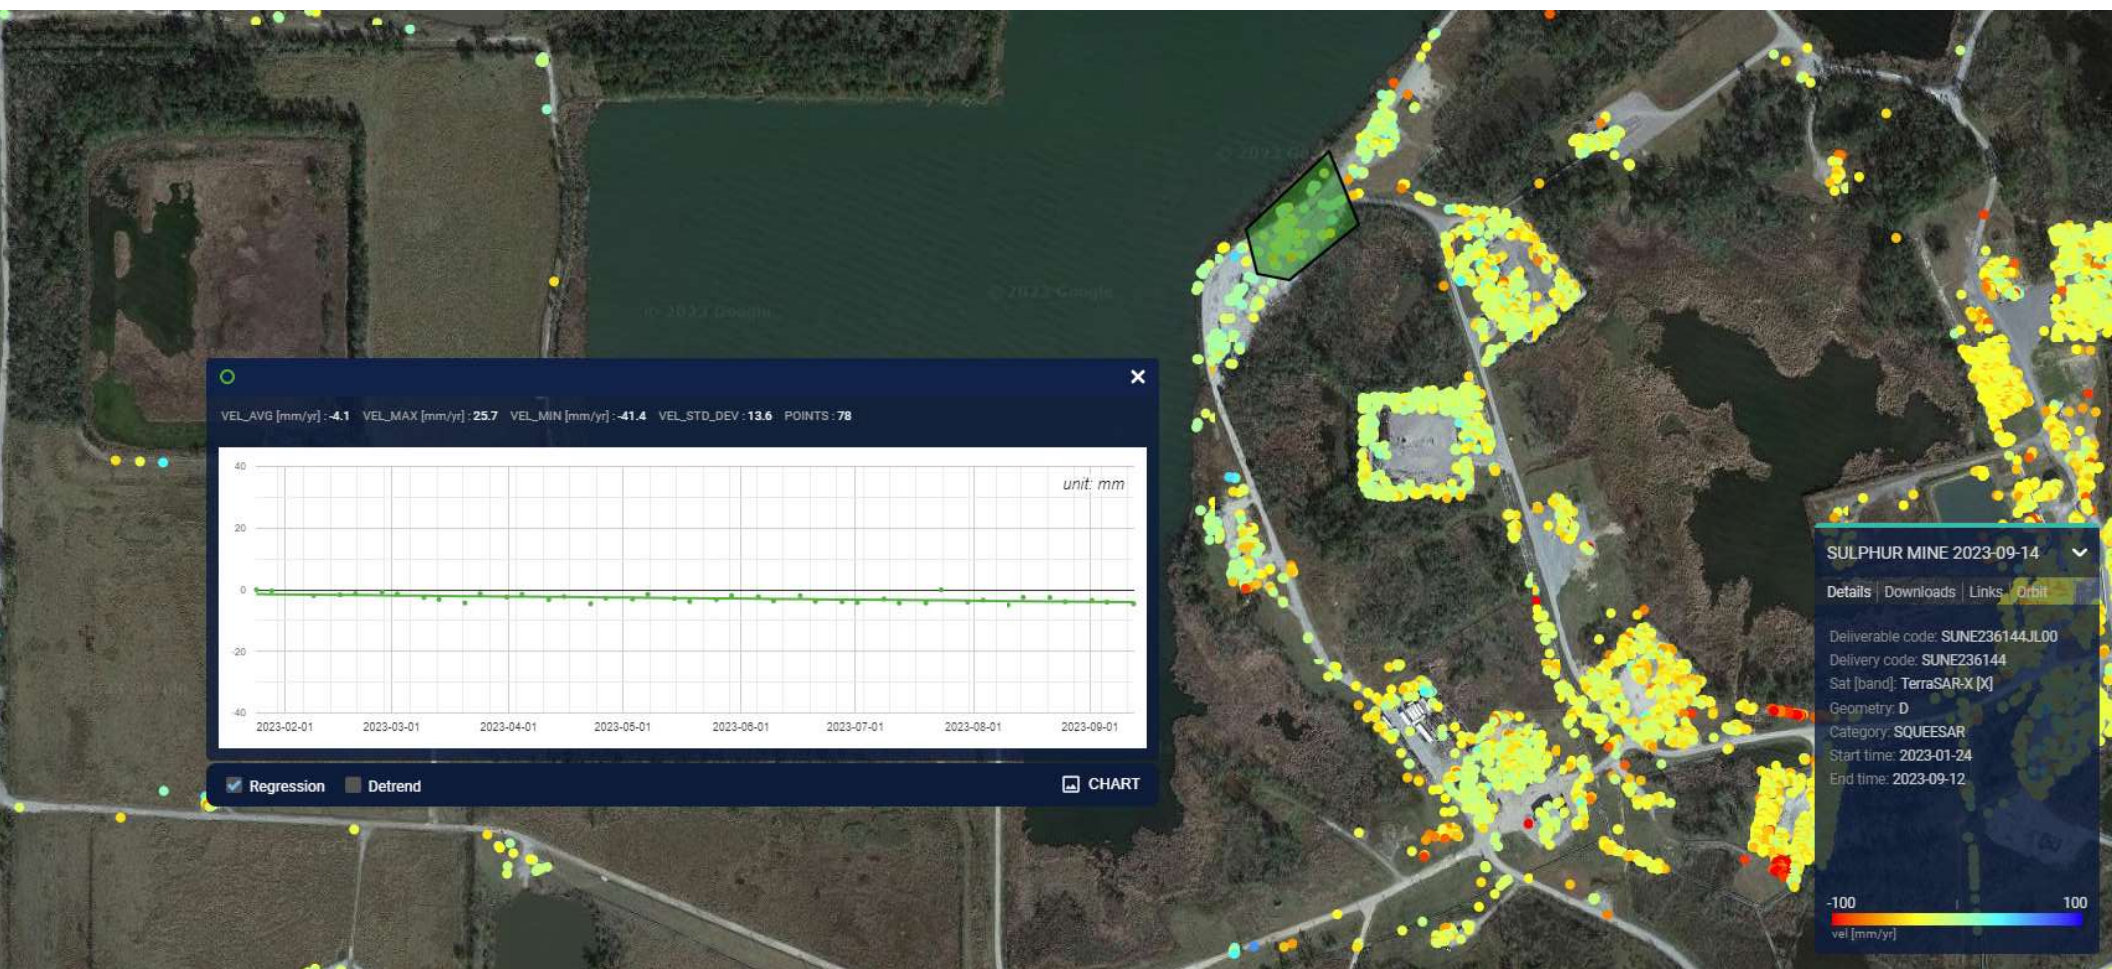 © 2023 Google
© 2023 Google
VEL_AVG [mm/yr] : -4.1 VEL_MAX [mm/yr] : 25.7 VEL_MIN [mm/yr] : -41.4 VEL_STD_DEV : 13.6 POINTS : 78
unit: mm
40
20
0
-20
-40
2023-02-01 2023-03-01 2023-04-01 2023-05-01 2023-06-01 2023-07-01 2023-08-01 2023-09-01
Regression Detrend CHART
SULPHUR MINE 2023-09-14
Details | Downloads | Links Orbit
Deliverable code: SUNE236144JL00
Delivery code: SUNE236144
Sat [band]: TerraSAR-X [X]
Geometry: D
Category: SQUEESAR
Start time: 2023-01-24
End time: 2023-09-12
-100 100
vel [mm/yr]